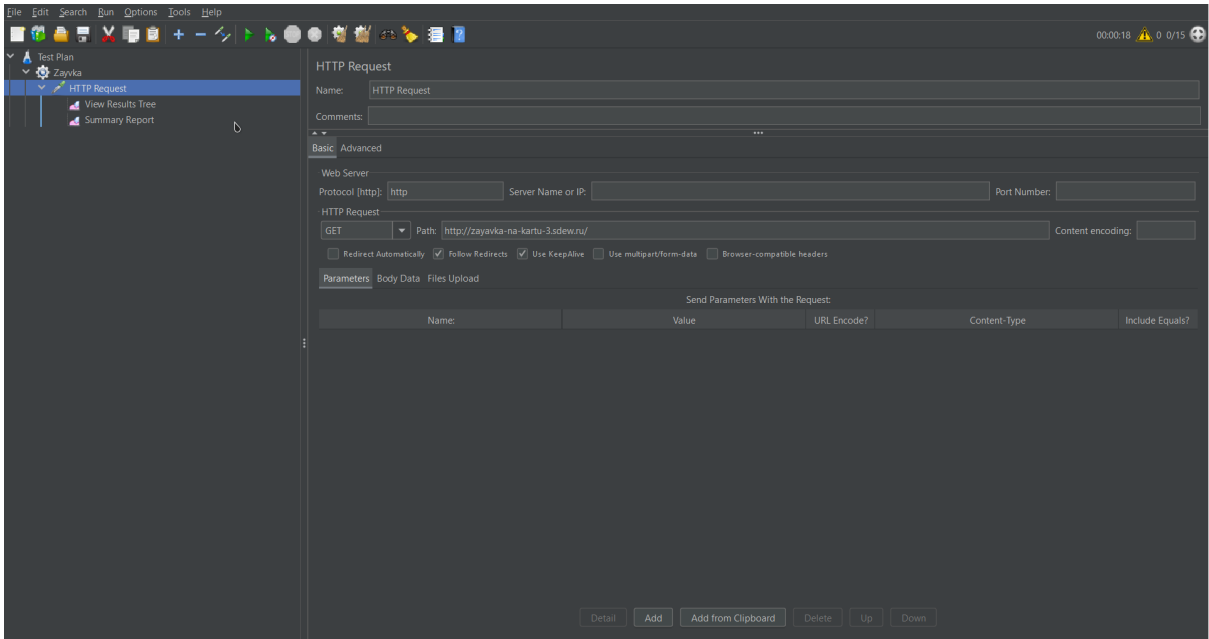 File Edit Search Run Options Tools Help
00:00:18 0 0/15
Test Plan
Zayvka
HTTP Request
View Results Tree
Summary Report
HTTP Request
Name: HTTP Request
Comments:
Basic Advanced
Web Server
Protocol [http]: http Server Name or IP: Port Number:
HTTP Request
GET Path: http://zayavka-na-kartu-3.sdew.ru/ Content encoding:
Redirect Automatically Follow Redirects Use KeepAlive Use multipart/form-data Browser-compatible headers
Parameters Body Data Files Upload
Send Parameters With the Request:
Name: Value URL Encode? Content-Type Include Equals?
Detail Add Add from Clipboard Delete Up Down